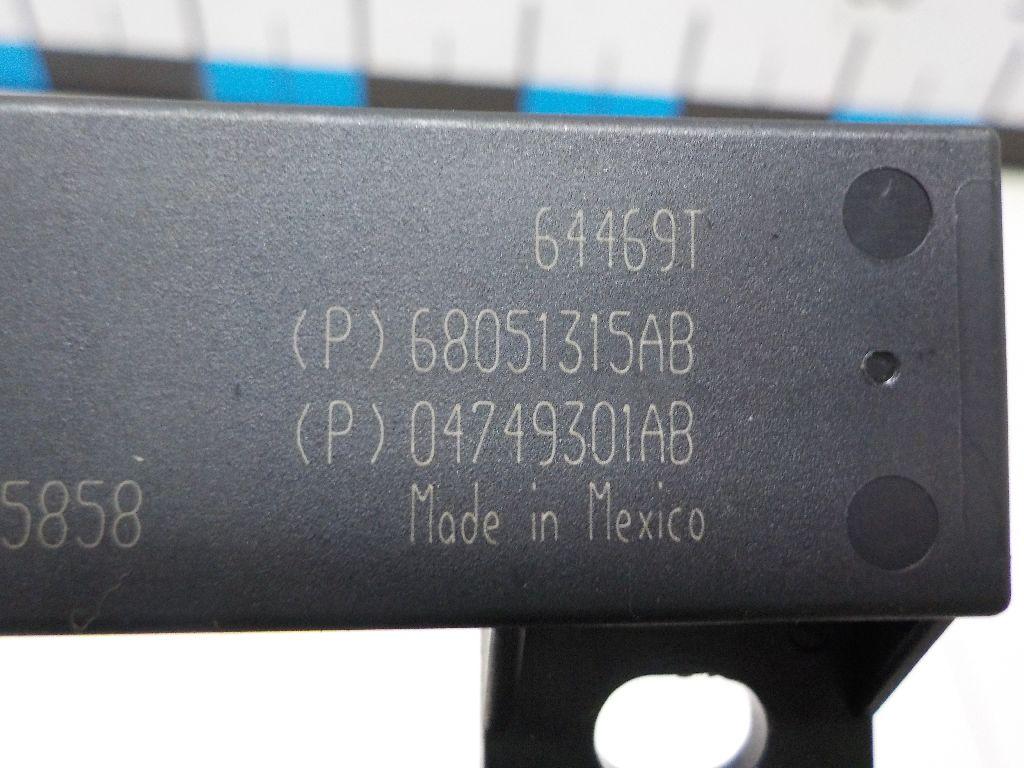 64469T
(P) 68051315AB
(P) 04749301AB
5858
Made in Mexico